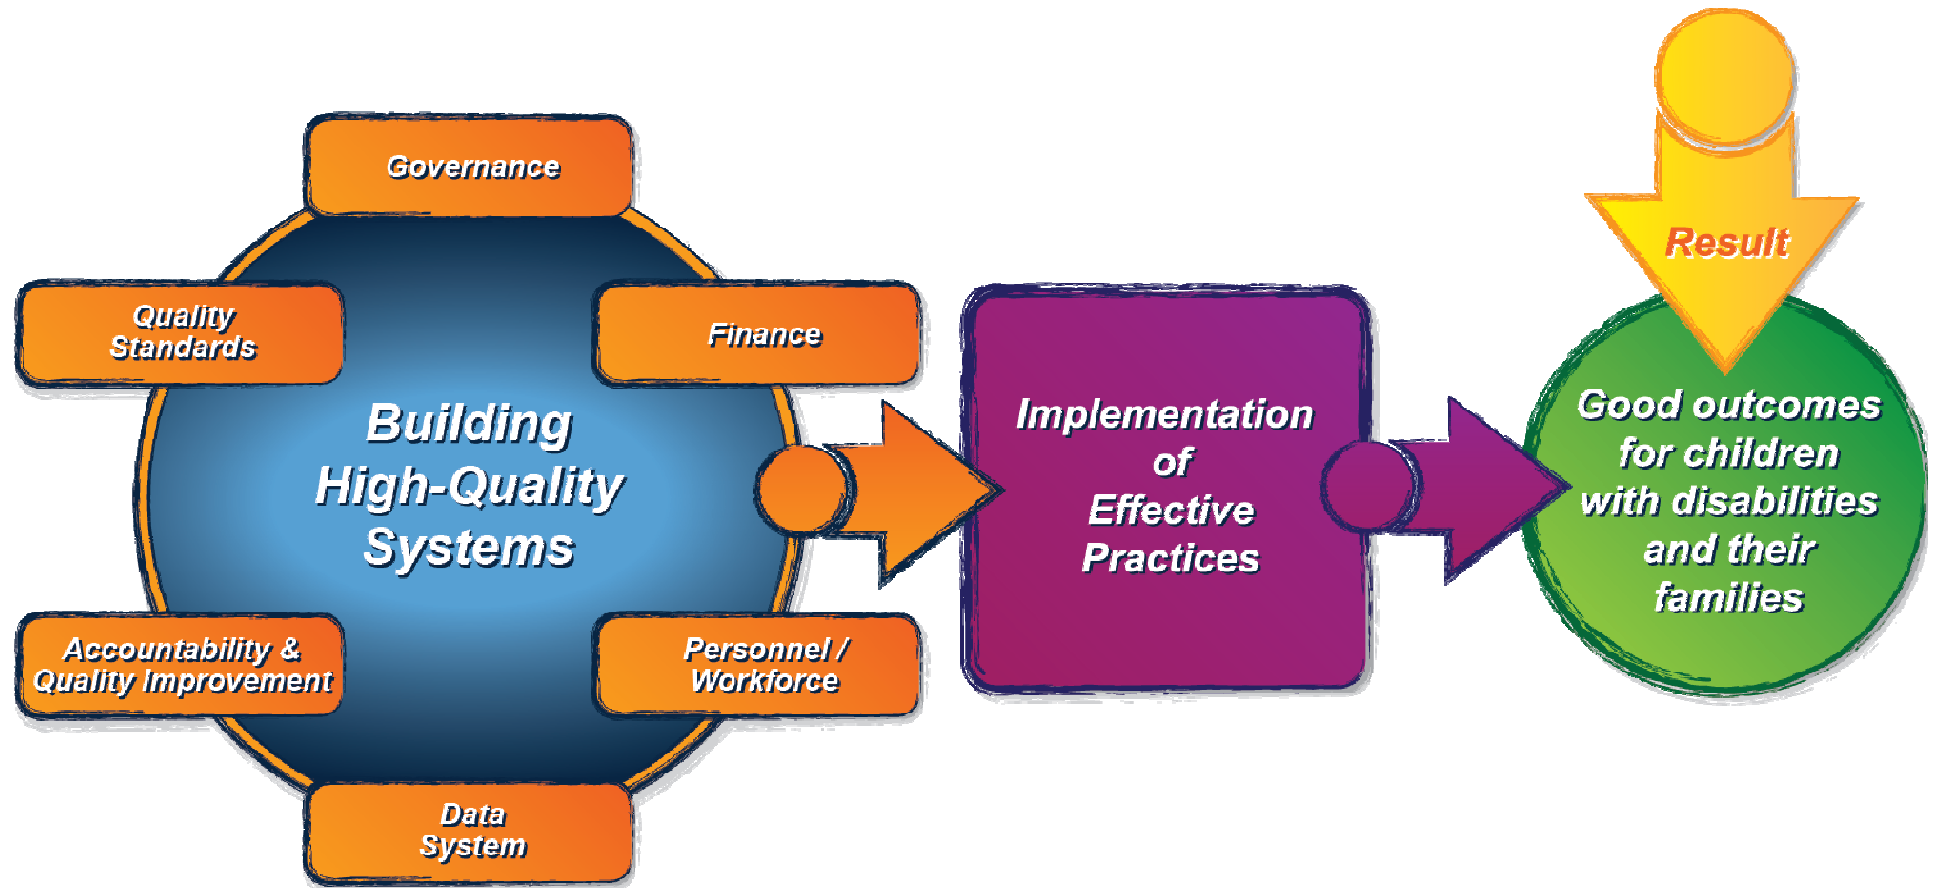 Governance
Quality
Standards
Finance
Building
High-Quality
Systems
Accountability &
Quality Improvement
Personnel /
Workforce
Data
System
Implementation
of
Effective
Practices
Result
Good outcomes
for children
with disabilities
and their
families